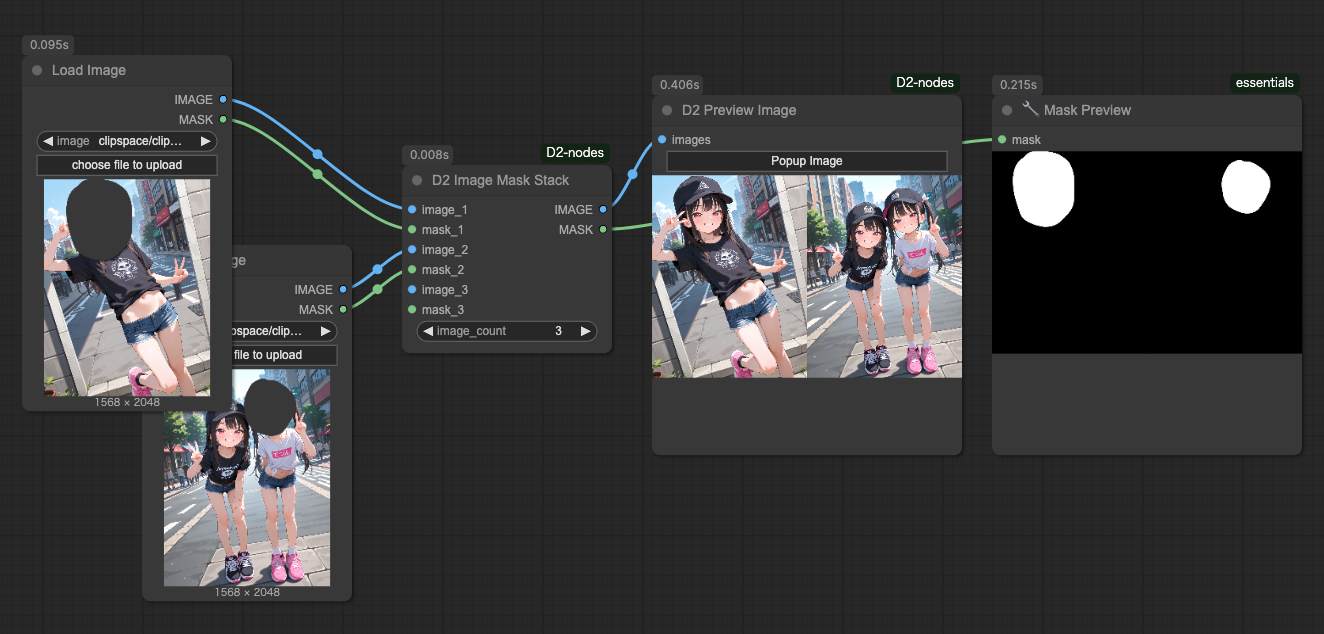 0.095s
Load Image
IMAGE
MASK
image clipspace/clip…
choose file to upload
1568 × 2048
ge
IMAGE
MASK
ospace/clip…
file to upload
1568 × 2048
0.008s
D2-nodes
D2 Image Mask Stack
image_1 IMAGE
mask_1 MASK
image_2
mask_2
image_3
mask_3
image_count 3
0.406s
D2-nodes
D2 Preview Image
images
Popup Image
0.215s
essentials
Mask Preview
mask